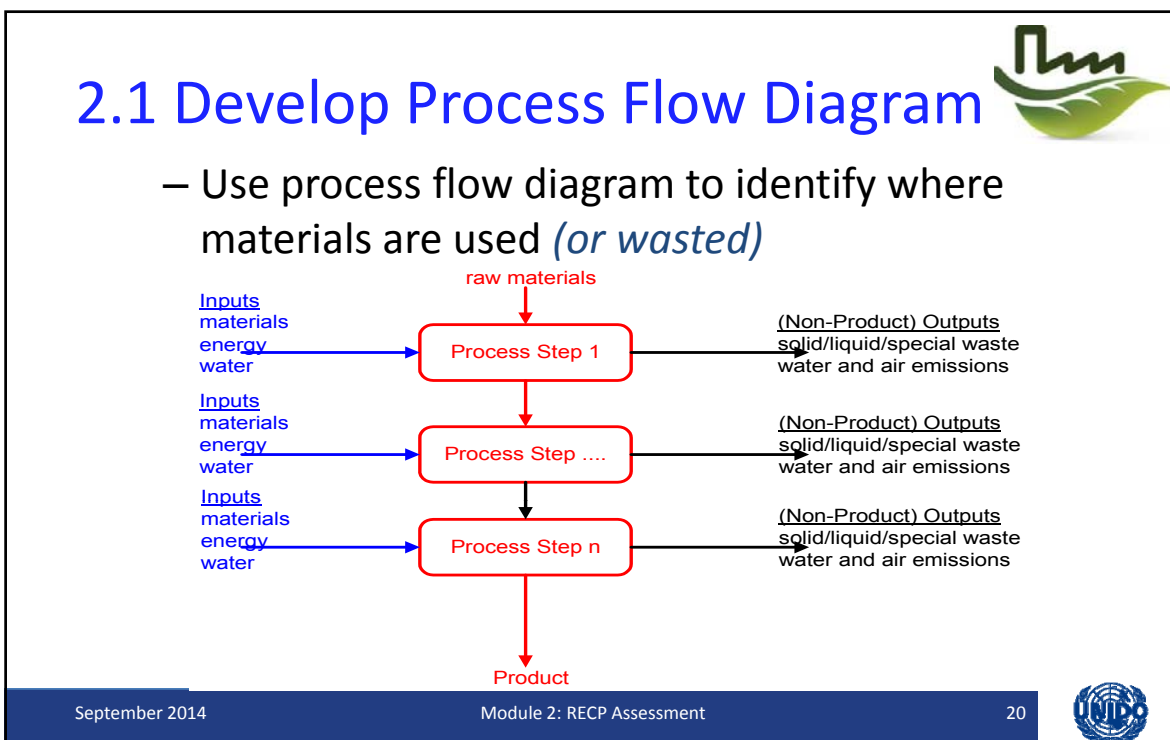 2.1 Develop Process Flow Diagram
– Use process flow diagram to identify where
materials are used (or wasted)
raw materials
Inputs
materials
energy
water
Process Step 1
(Non-Product) Outputs
solid/liquid/special waste
water and air emissions
Inputs
materials
energy
water
Process Step ....
(Non-Product) Outputs
solid/liquid/special waste
water and air emissions
Inputs
materials
energy
water
Process Step n
(Non-Product) Outputs
solid/liquid/special waste
water and air emissions
Product
September 2014
Module 2: RECP Assessment
20
UNIDO